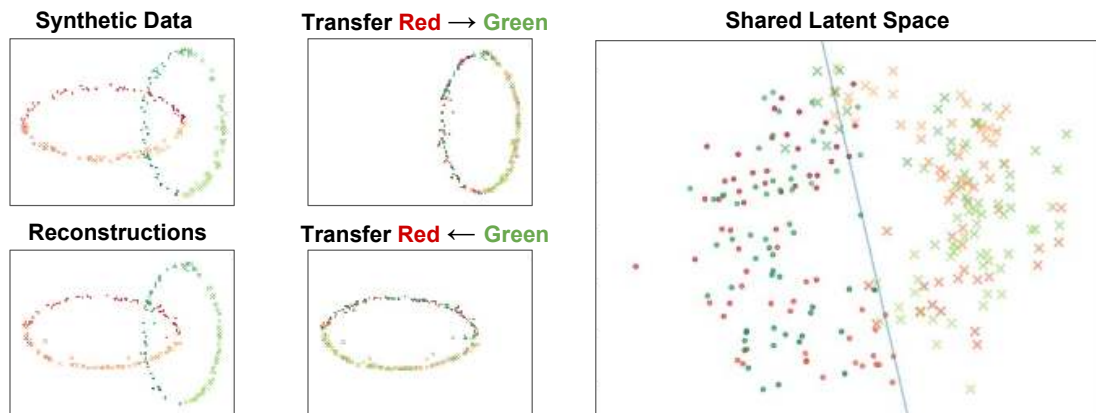 Synthetic Data
Transfer Red → Green
Shared Latent Space
Reconstructions
Transfer Red ← Green